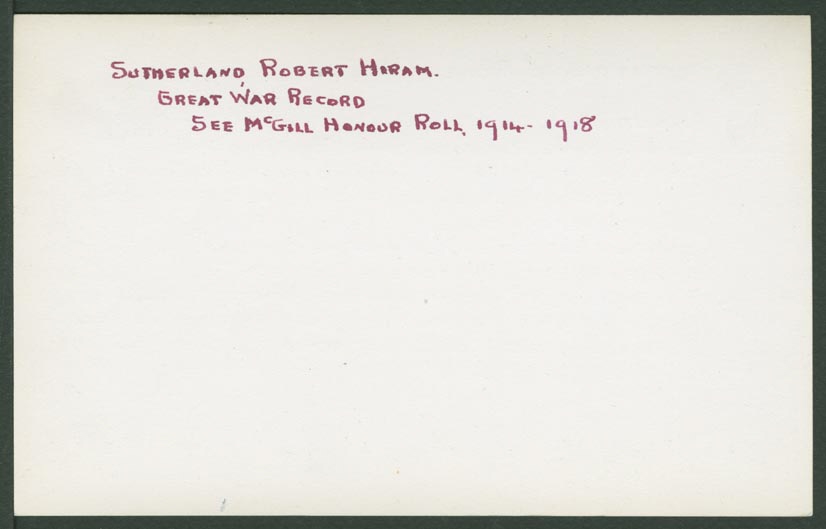 Sutherland, Robert Hiram.
Great War Record
See McGill Honour Roll, 1914-1918